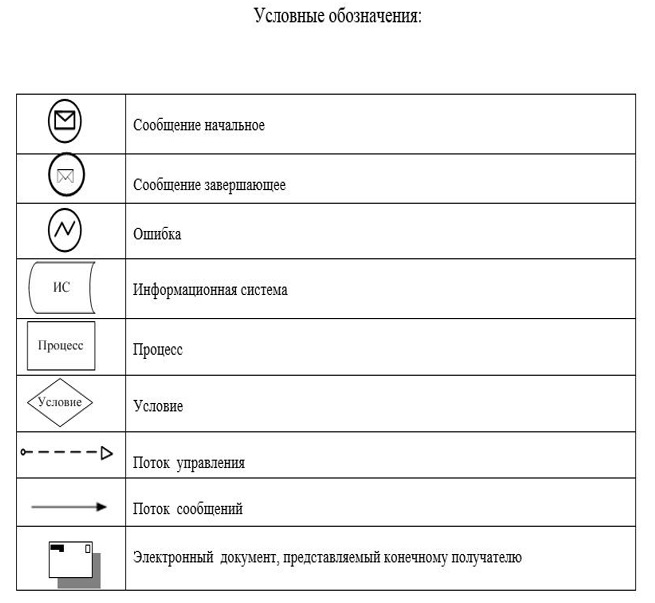 Условные обозначения:
Сообщение начальное
Сообщение завершающее
Ошибка
ИС
Информационная система
Процесс
Процесс
Условие
Условие
Поток управления
Поток сообщений
Электронный документ, представляемый конечному получателю